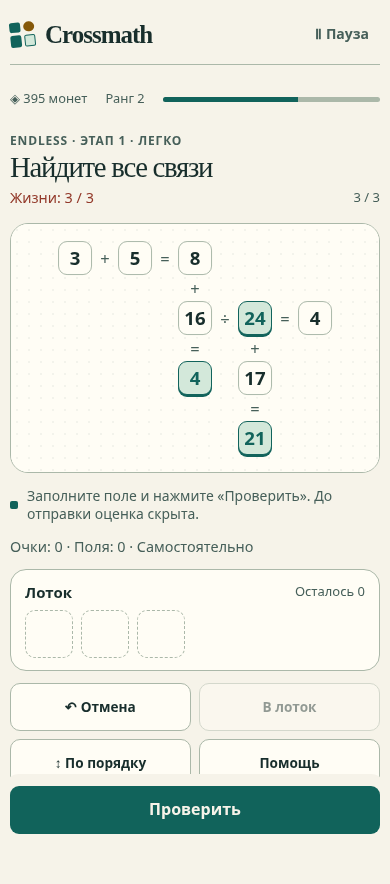 Crossmath
Ⅱ Пауза
◈ 395 монет Ранг 2
ENDLESS · ЭТАП 1 · ЛЕГКО
Найдите все связи
Жизни: 3 / 3
3 / 3
3 + 5 = 8
+
16 ÷ 24 = 4
= +
4 17
=
21
Заполните поле и нажмите «Проверить». До
отправки оценка скрыта.
Очки: 0 · Поля: 0 · Самостоятельно
Лоток
Осталось 0
↶ Отмена
В лоток
↕ По порядку
Помощь
Проверить